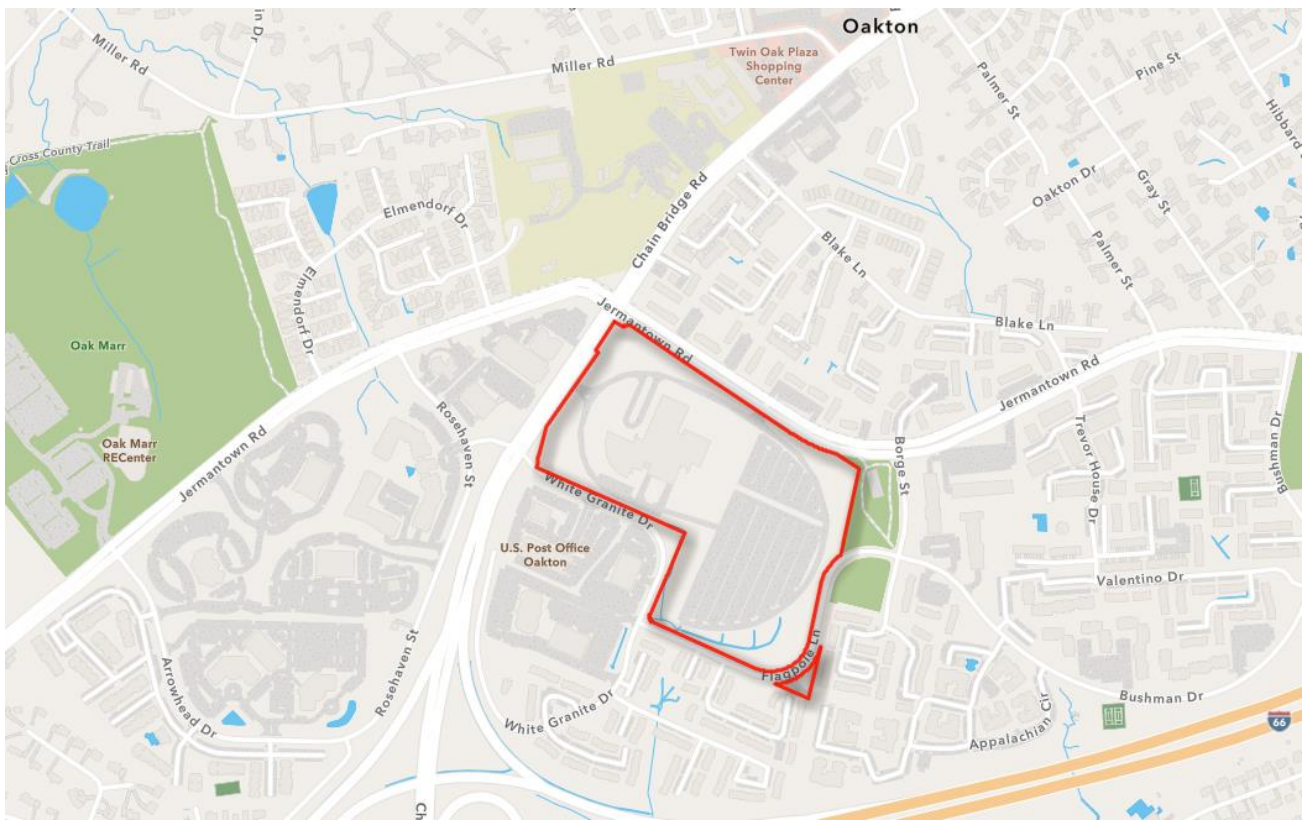 Oakton
in Dr
Miller Rd
Miller Rd
Twin Oak Plaza
Shopping
Center
Palmer St
Pine St
Hibbard
Cross County Trail
Elmendorf Dr
Chain Bridge Rd
Oakton Dr
Gray St
Blake Ln
Palmer St
Elmendorf Dr
Jermantown Rd
Blake Ln
Oak Marr
Jermantown Rd
Rosehaven St
Oak Marr
RECenter
Borge St
Trevor House Dr
Bushman Dr
Jermantown Rd
White Granite Dr
U.S. Post Office
Oakton
Valentino Dr
Arrowhead Dr
Rosehaven St
Flagpole Ln
White Granite Dr
Bushman Dr
Appalachian Cir
66
Ch